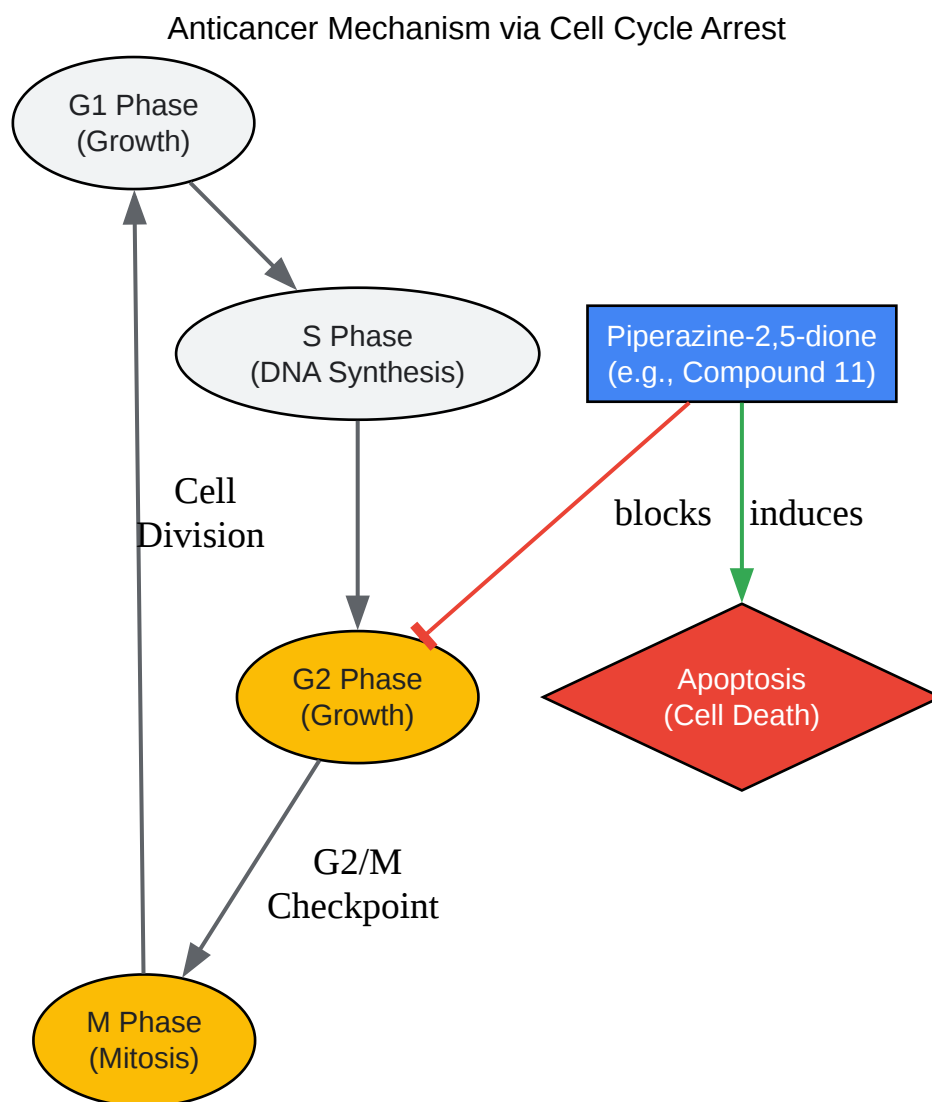 Anticancer Mechanism via Cell Cycle Arrest
G1 Phase
(Growth)
S Phase
(DNA Synthesis)
Piperazine-2,5-dione
(e.g., Compound 11)
Cell
Division
blocks
induces
G2 Phase
(Growth)
Apoptosis
(Cell Death)
G2/M
Checkpoint
M Phase
(Mitosis)